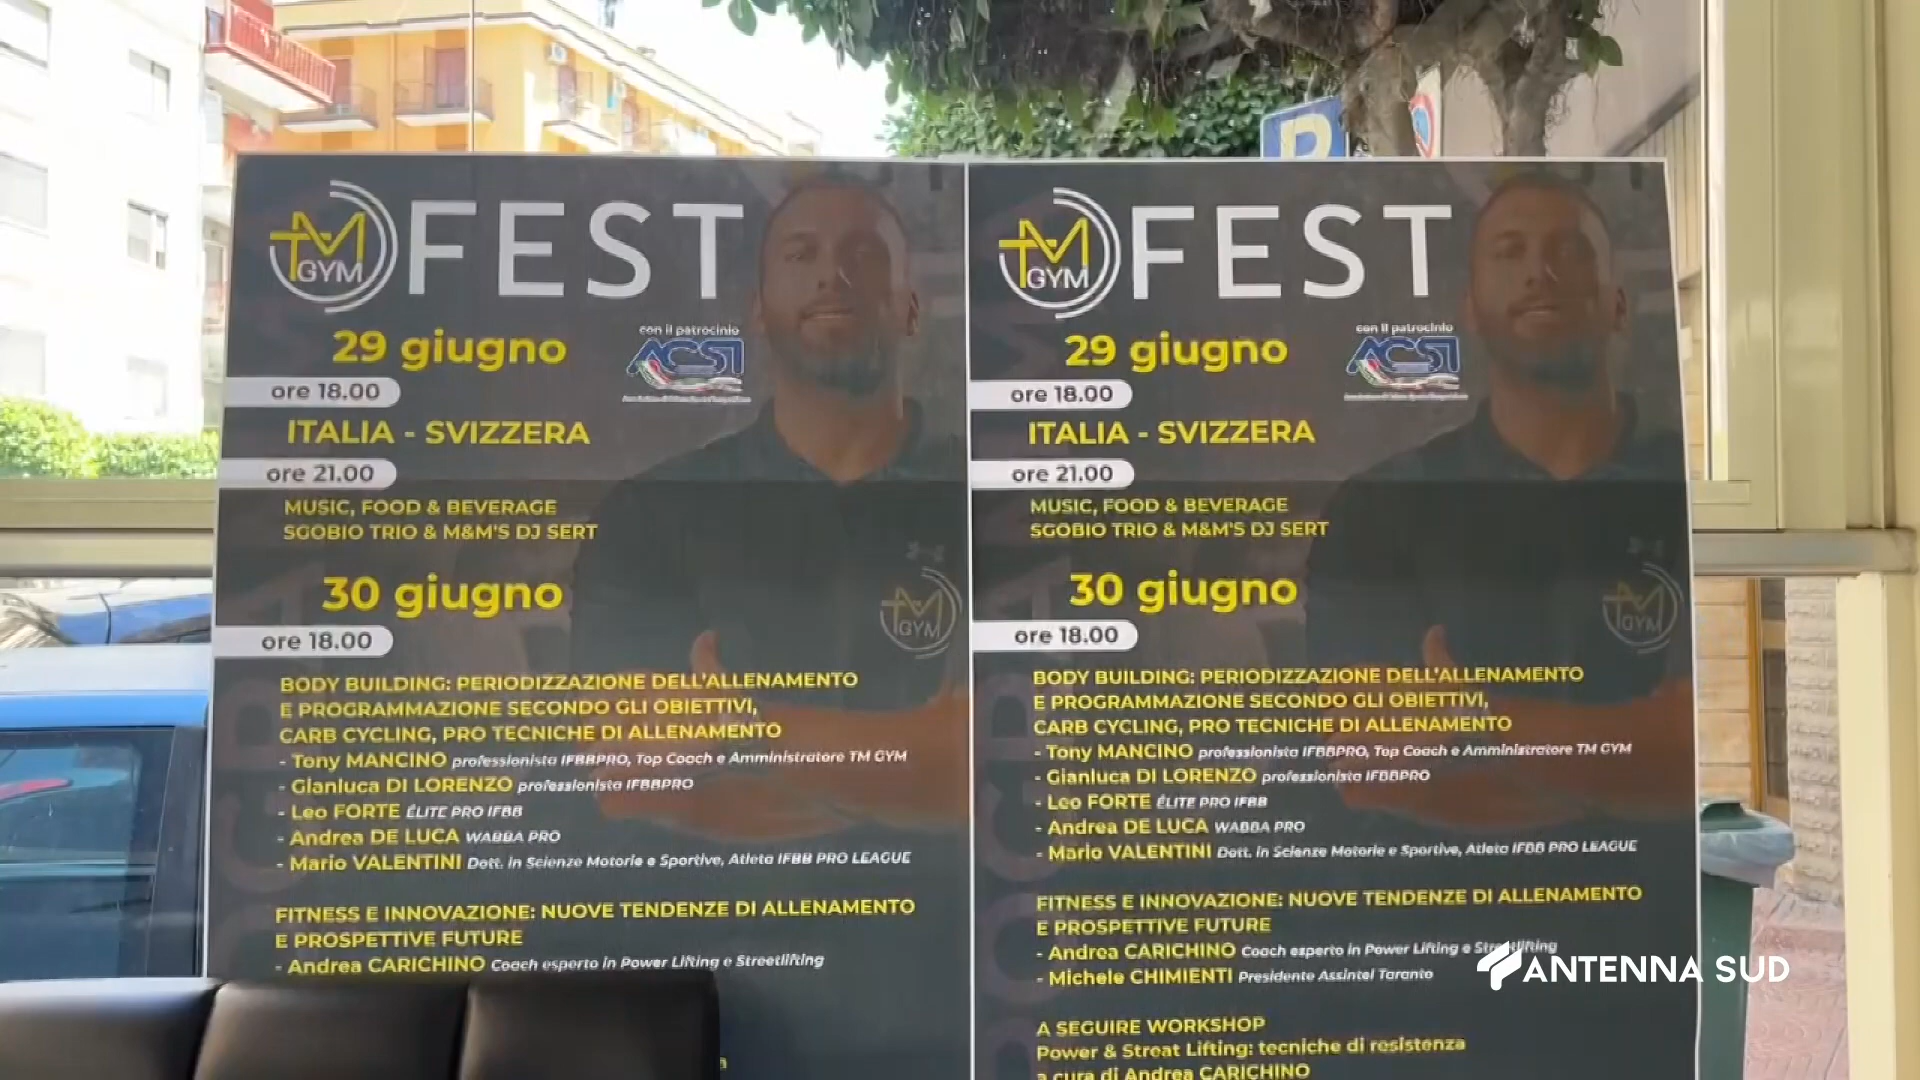 P
TM
GYM
FEST
29 giugno
con il patrocinio
ACSI
ore 18.00
ITALIA - SVIZZERA
ore 21.00
MUSIC, FOOD & BEVERAGE
SGOBIO TRIO & M&M'S DJ SERT
30 giugno
TM
GYM
ore 18.00
BODY BUILDING: PERIODIZZAZIONE DELL'ALLENAMENTO
E PROGRAMMAZIONE SECONDO GLI OBIETTIVI,
CARB CYCLING, PRO TECNICHE DI ALLENAMENTO
- Tony MANCINO professionista IFBBPRO, Top Coach e Amministratore TM GYM
- Gianluca DI LORENZO professionista IFBBPRO
- Leo FORTE ÉLITE PRO IFBB
- Andrea DE LUCA WABBA PRO
- Mario VALENTINI Dott. in Scienze Motorie e Sportive, Atleta IFBB PRO LEAGUE
FITNESS E INNOVAZIONE: NUOVE TENDENZE DI ALLENAMENTO
E PROSPETTIVE FUTURE
- Andrea CARICHINO Coach esperto in Power Lifting e Streetlifting
TM
GYM
FEST
29 giugno
con il patrocinio
ACSI
ore 18.00
ITALIA - SVIZZERA
ore 21.00
MUSIC, FOOD & BEVERAGE
SGOBIO TRIO & M&M'S DJ SERT
30 giugno
TM
GYM
ore 18.00
BODY BUILDING: PERIODIZZAZIONE DELL'ALLENAMENTO
E PROGRAMMAZIONE SECONDO GLI OBIETTIVI,
CARB CYCLING, PRO TECNICHE DI ALLENAMENTO
- Tony MANCINO professionista IFBBPRO, Top Coach e Amministratore TM GYM
- Gianluca DI LORENZO professionista IFBBPRO
- Leo FORTE ÉLITE PRO IFBB
- Andrea DE LUCA WABBA PRO
- Mario VALENTINI Dott. in Scienze Motorie e Sportive, Atleta IFBB PRO LEAGUE
FITNESS E INNOVAZIONE: NUOVE TENDENZE DI ALLENAMENTO
E PROSPETTIVE FUTURE
- Andrea CARICHINO Coach esperto in Power Lifting e Streetlifting
- Michele CHIMIENTI Presidente Assintel Taranto
A SEGUIRE WORKSHOP
Power & Streat Lifting: tecniche di resistenza
a cura di Andrea CARICHINO
ANTENNA SUD